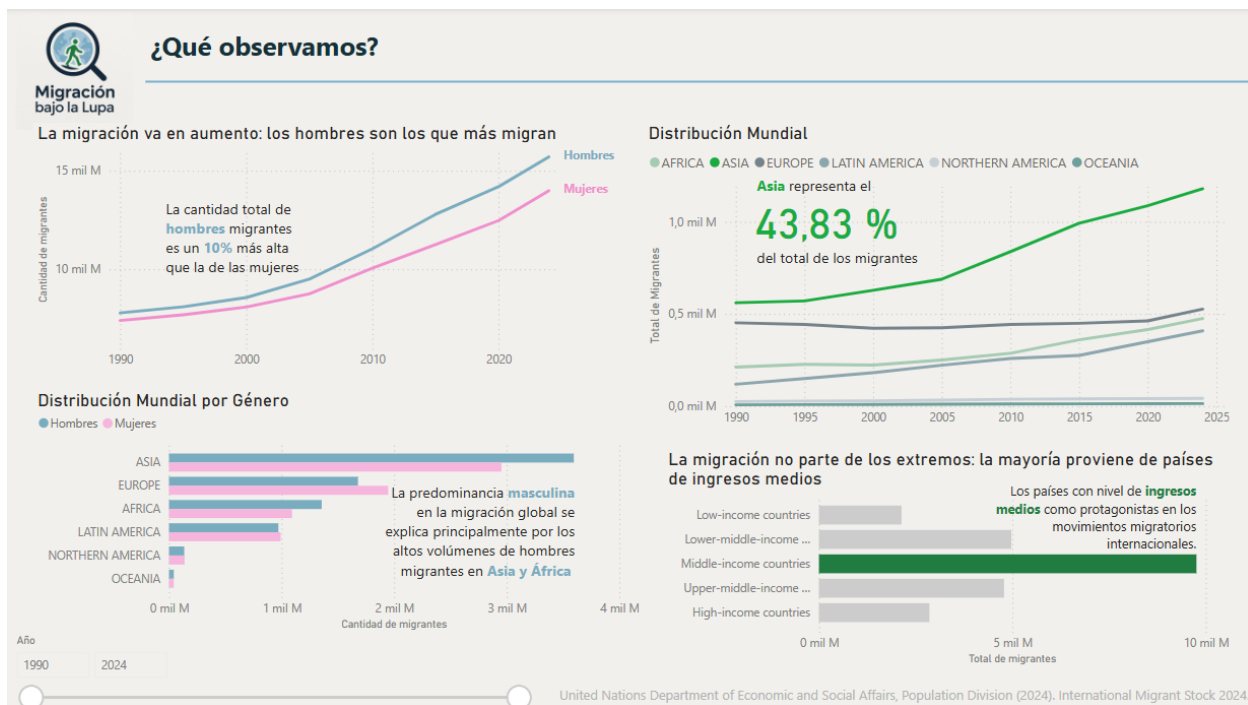 ¿Qué observamos?
Migración
bajo la Lupa
La migración va en aumento: los hombres son los que más migran
15 mil M
10 mil M
Cantidad de migrantes
Hombres
Mujeres
La cantidad total de
hombres migrantes
es un 10% más alta
que la de las mujeres
1990
2000
2010
2020
Distribución Mundial
AFRICA ASIA EUROPE LATIN AMERICA NORTHERN AMERICA OCEANIA
Asia representa el
43,83 %
del total de los migrantes
1,0 mil M
0,5 mil M
0,0 mil M
Total de Migrantes
1990
1995
2000
2005
2010
2015
2020
2025
Distribución Mundial por Género
Hombres Mujeres
ASIA
EUROPE
AFRICA
LATIN AMERICA
NORTHERN AMERICA
OCEANIA
La predominancia masculina
en la migración global se
explica principalmente por los
altos volúmenes de hombres
migrantes en Asia y África
0 mil M
1 mil M
2 mil M
3 mil M
4 mil M
Cantidad de migrantes
La migración no parte de los extremos: la mayoría proviene de países
de ingresos medios
Los países con nivel de ingresos
medios como protagonistas en los
movimientos migratorios
internacionales.
Low-income countries
Lower-middle-income ...
Middle-income countries
Upper-middle-income ...
High-income countries
0 mil M
5 mil M
10 mil M
Total de migrantes
Año
1990
2024
United Nations Department of Economic and Social Affairs, Population Division (2024). International Migrant Stock 2024.